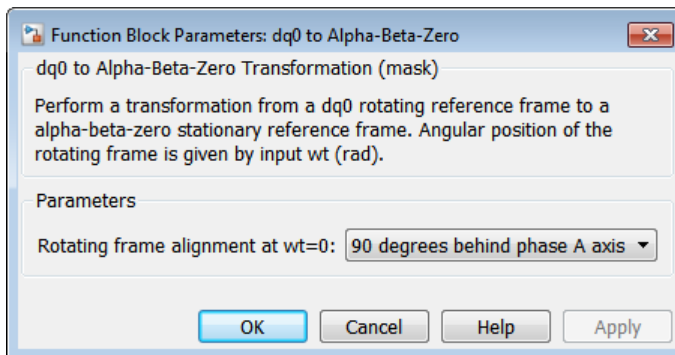 Function Block Parameters: dq0 to Alpha-Beta-Zero
dq0 to Alpha-Beta-Zero Transformation (mask)
Perform a transformation from a dq0 rotating reference frame to a
alpha-beta-zero stationary reference frame. Angular position of the
rotating frame is given by input wt (rad).
Parameters
Rotating frame alignment at wt=0: 90 degrees behind phase A axis
OK Cancel Help Apply